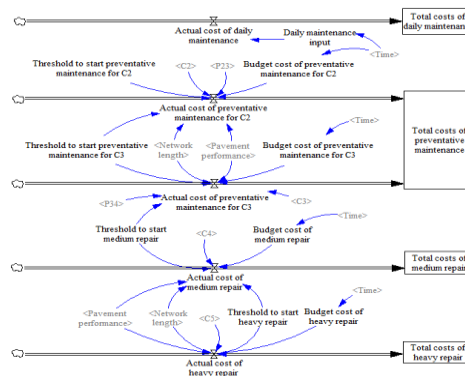 Total costs of
daily maintenance
Actual cost of daily
maintenance
Daily maintenance
input
<Time>
Threshold to start preventative
maintenance for C2
<C2>
<P23>
Budget cost of preventative
maintenance for C2
Actual cost of preventative
maintenance for C2
<Time>
Total costs of
preventative
maintenance
Threshold to start preventative
maintenance for C3
<Network
length>
<Pavement
performance>
Budget cost of preventative
maintenance for C3
<P34>
Actual cost of preventative
maintenance for C3
<C3>
<Time>
Threshold to start
medium repair
<C4>
Budget cost of
medium repair
Total costs of
medium repair
Actual cost of
medium repair
<Time>
<Pavement
performance>
<Network
length>
<C5>
Threshold to start
heavy repair
Budget cost of
heavy repair
Total costs of
heavy repair
Actual cost of
heavy repair